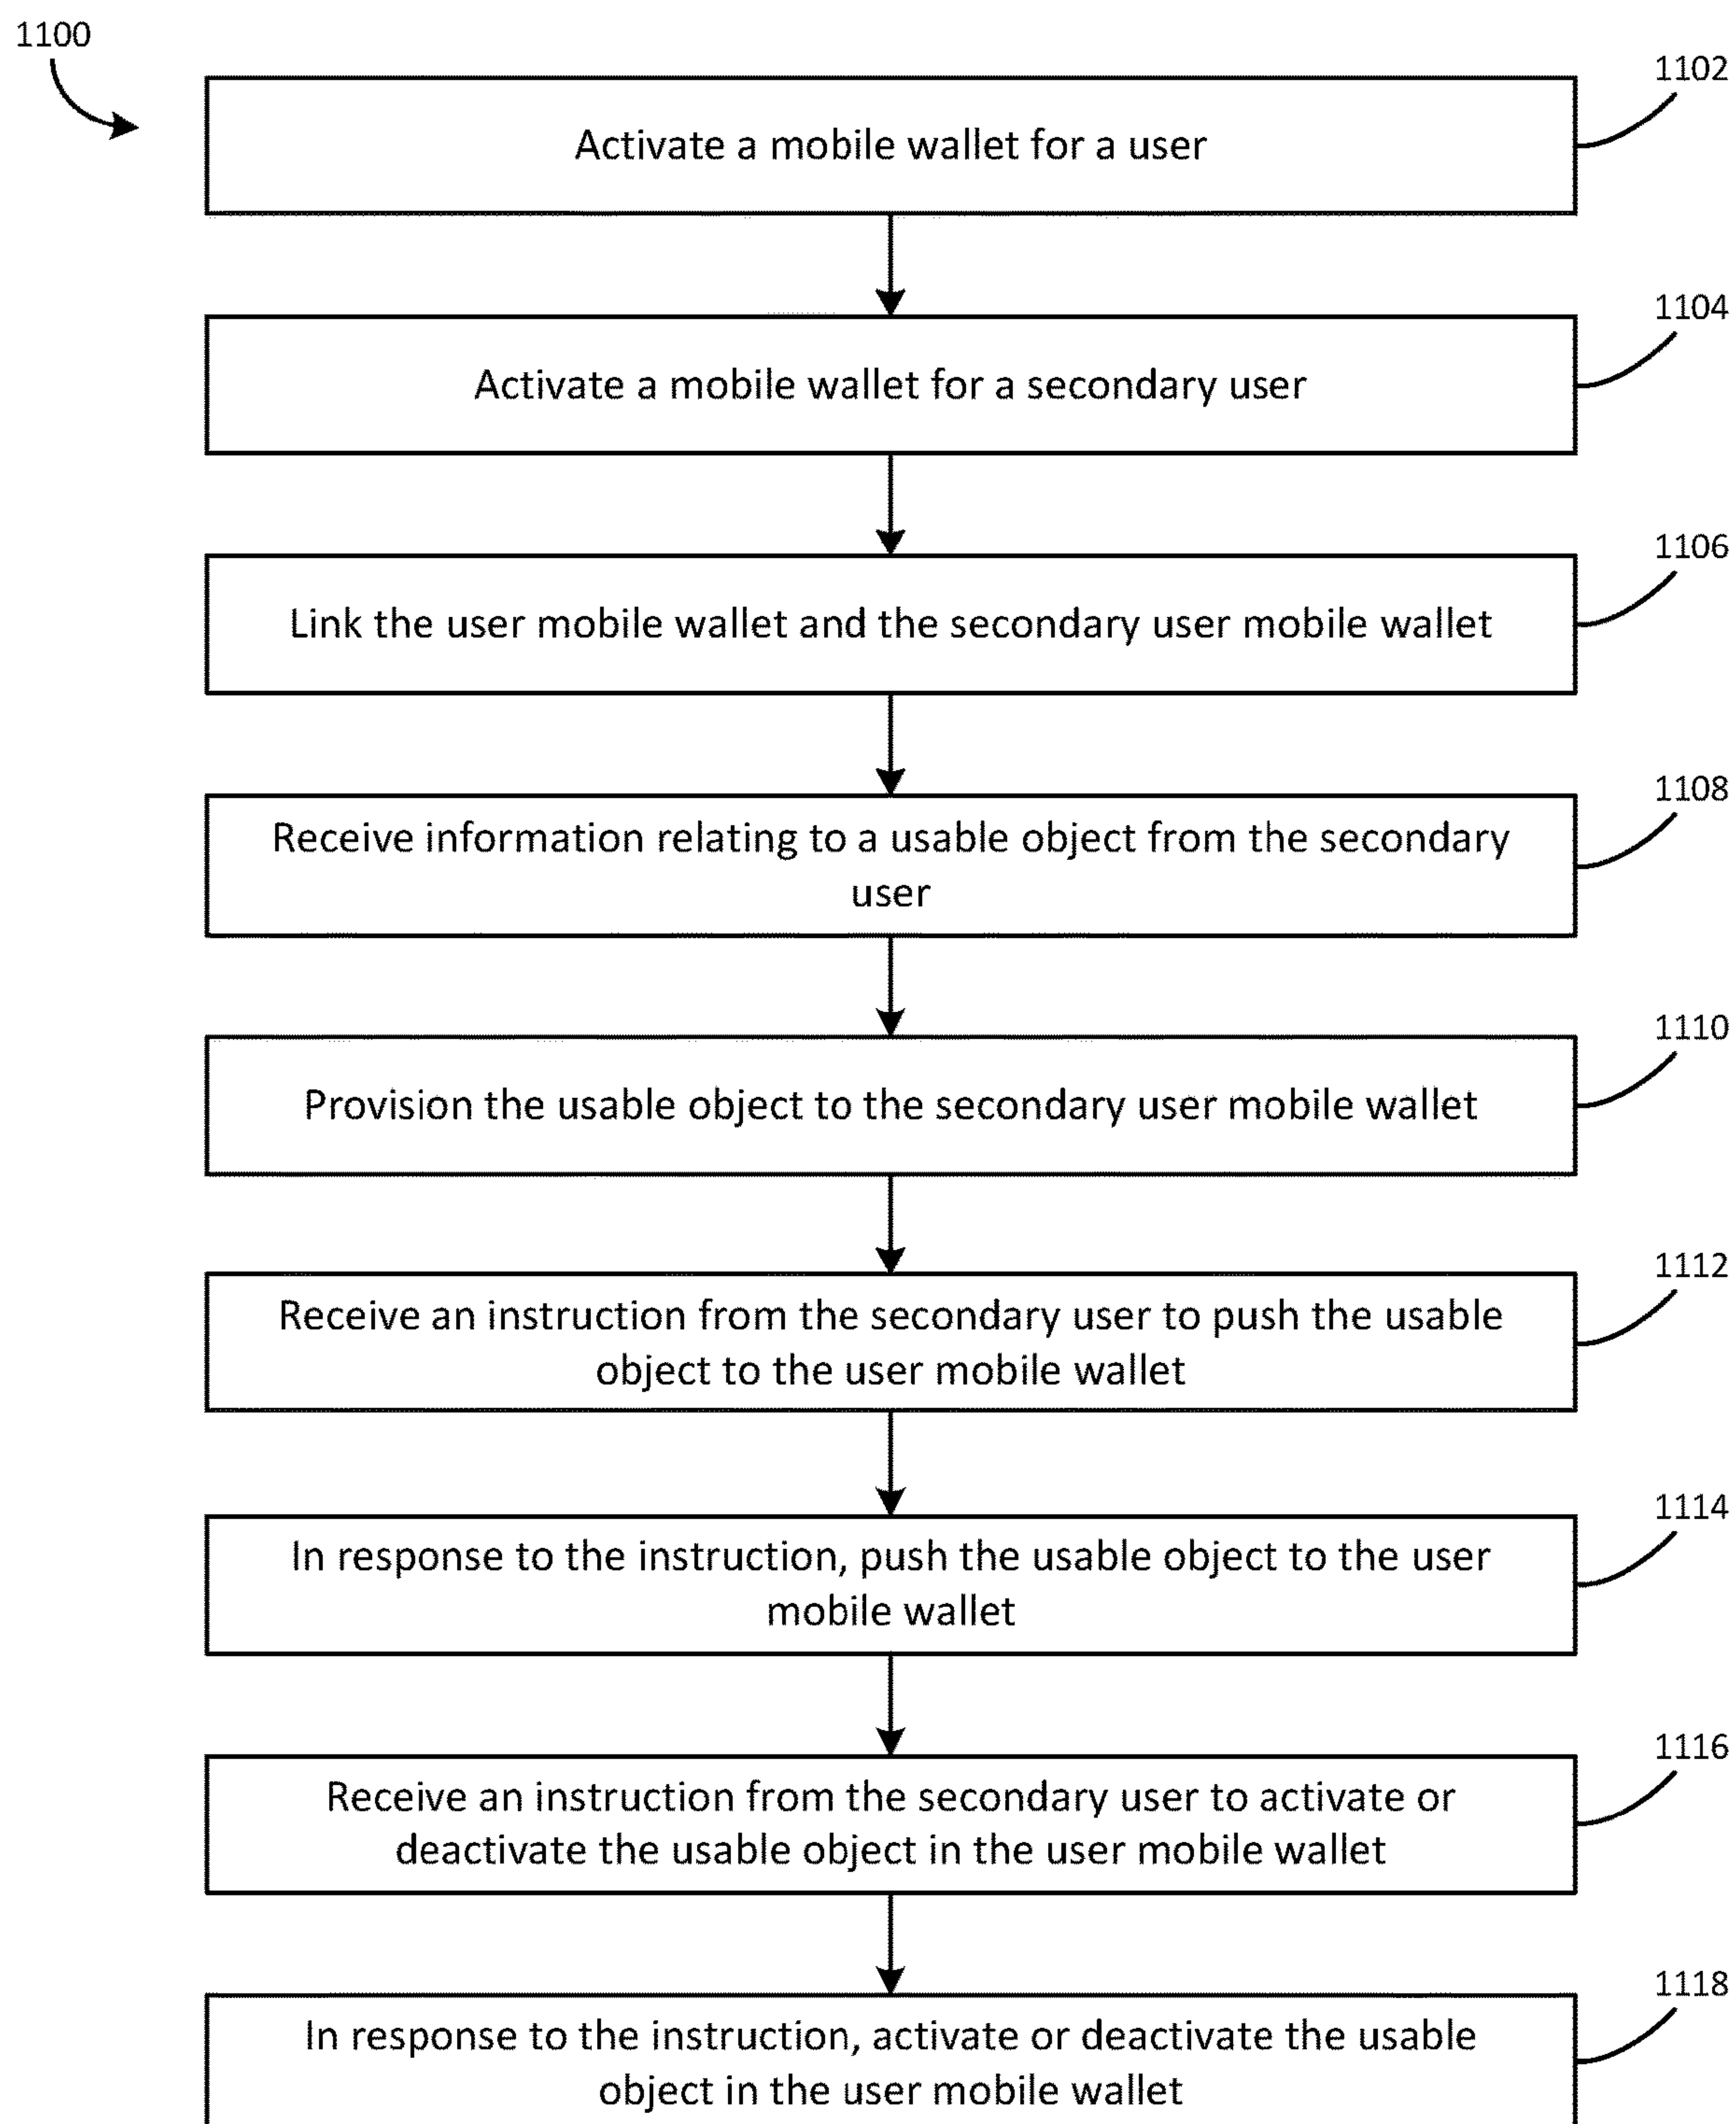 1100
1102
Activate a mobile wallet for a user
1104
Activate a mobile wallet for a secondary user
1106
Link the user mobile wallet and the secondary user mobile wallet
1108
Receive information relating to a usable object from the secondary
user
1110
Provision the usable object to the secondary user mobile wallet
1112
Receive an instruction from the secondary user to push the usable
object to the user mobile wallet
1114
In response to the instruction, push the usable object to the user
mobile wallet
1116
Receive an instruction from the secondary user to activate or
deactivate the usable object in the user mobile wallet
1118
In response to the instruction, activate or deactivate the usable
object in the user mobile wallet